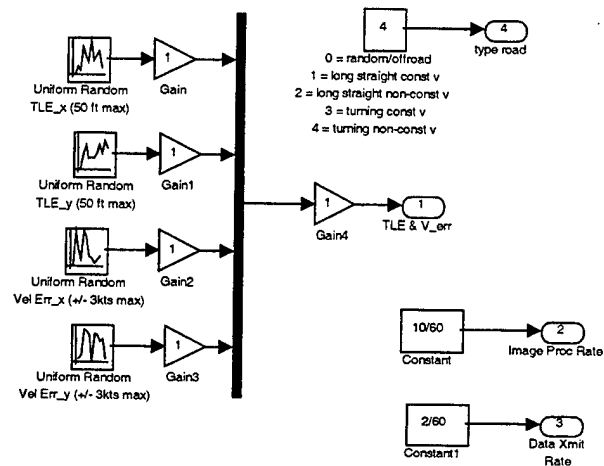 4
4
type road
0 = random/offroad
1 = long straight const v
2 = long straight non-const v
3 = turning const v
4 = turning non-const v
1
Gain
Uniform Random
TLE_x (50 ft max)
1
Gain1
Uniform Random
TLE_y (50 ft max)
1
Gain4
1
TLE & V_err
1
Gain2
Uniform Random
Vel Err_x (+/- 3kts max)
10/60
Constant
2
Image Proc Rate
1
Gain3
Uniform Random
Vel Err_y (+/- 3kts max)
2/60
Constant1
3
Data Xmit
Rate